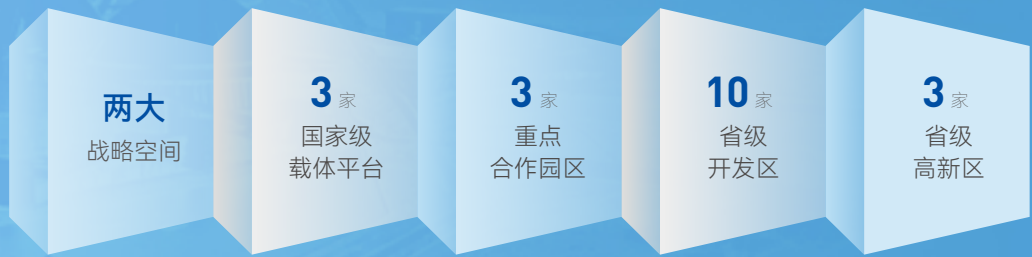 两大
战略空间
3 家
国家级
载体平台
3 家
重点
合作园区
10 家
省级
开发区
3 家
省级
高新区